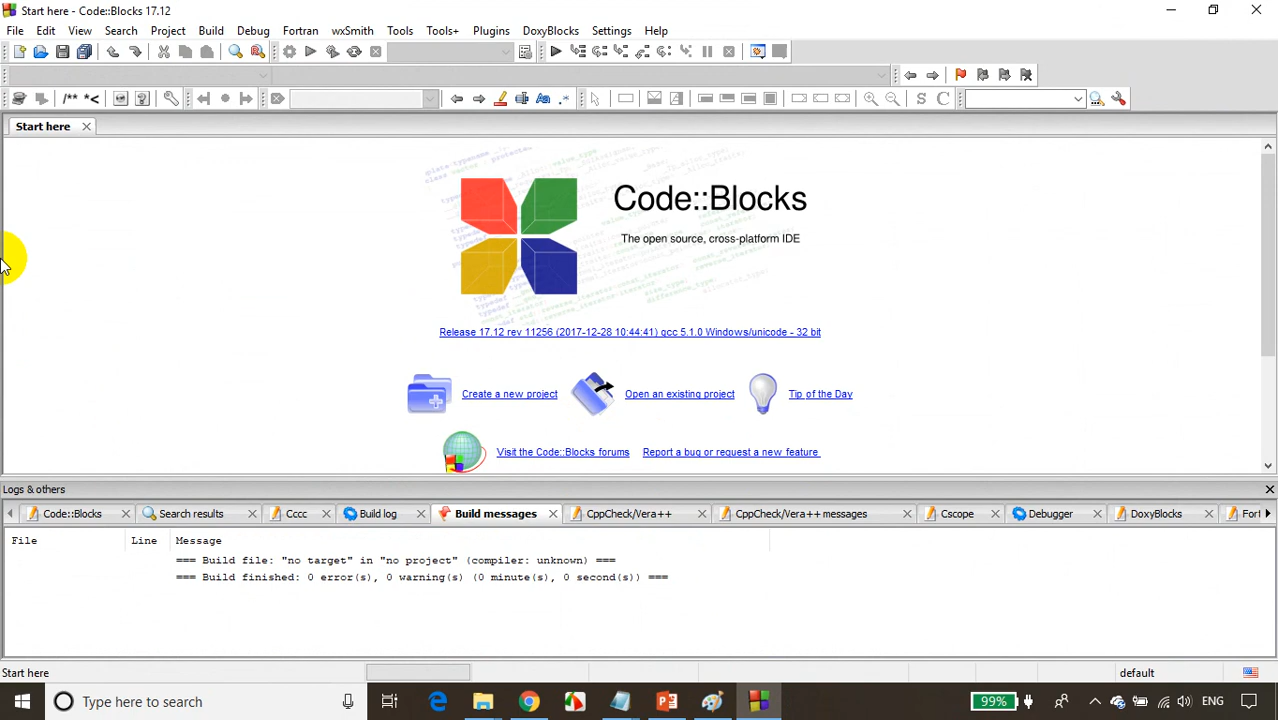 Start here - Code::Blocks 17.12
File Edit View Search Project Build Debug Fortran wxSmith Tools Tools+ Plugins DoxyBlocks Settings Help
/** *<
S C
Start here
Code::Blocks
The open source, cross-platform IDE
Release 17.12 rev 11256 (2017-12-28 10:44:41) gcc 5.1.0 Windows/unicode - 32 bit
Create a new project Open an existing project Tip of the Day
Visit the Code::Blocks forums Report a bug or request a new feature
Logs & others
Code::Blocks Search results Cccc Build log Build messages CppCheck/Vera++ CppCheck/Vera++ messages Cscope Debugger DoxyBlocks Fort
File Line Message
=== Build file: "no target" in "no project" (compiler: unknown) ===
=== Build finished: 0 error(s), 0 warning(s) (0 minute(s), 0 second(s)) ===
Start here default
Type here to search 99% ENG